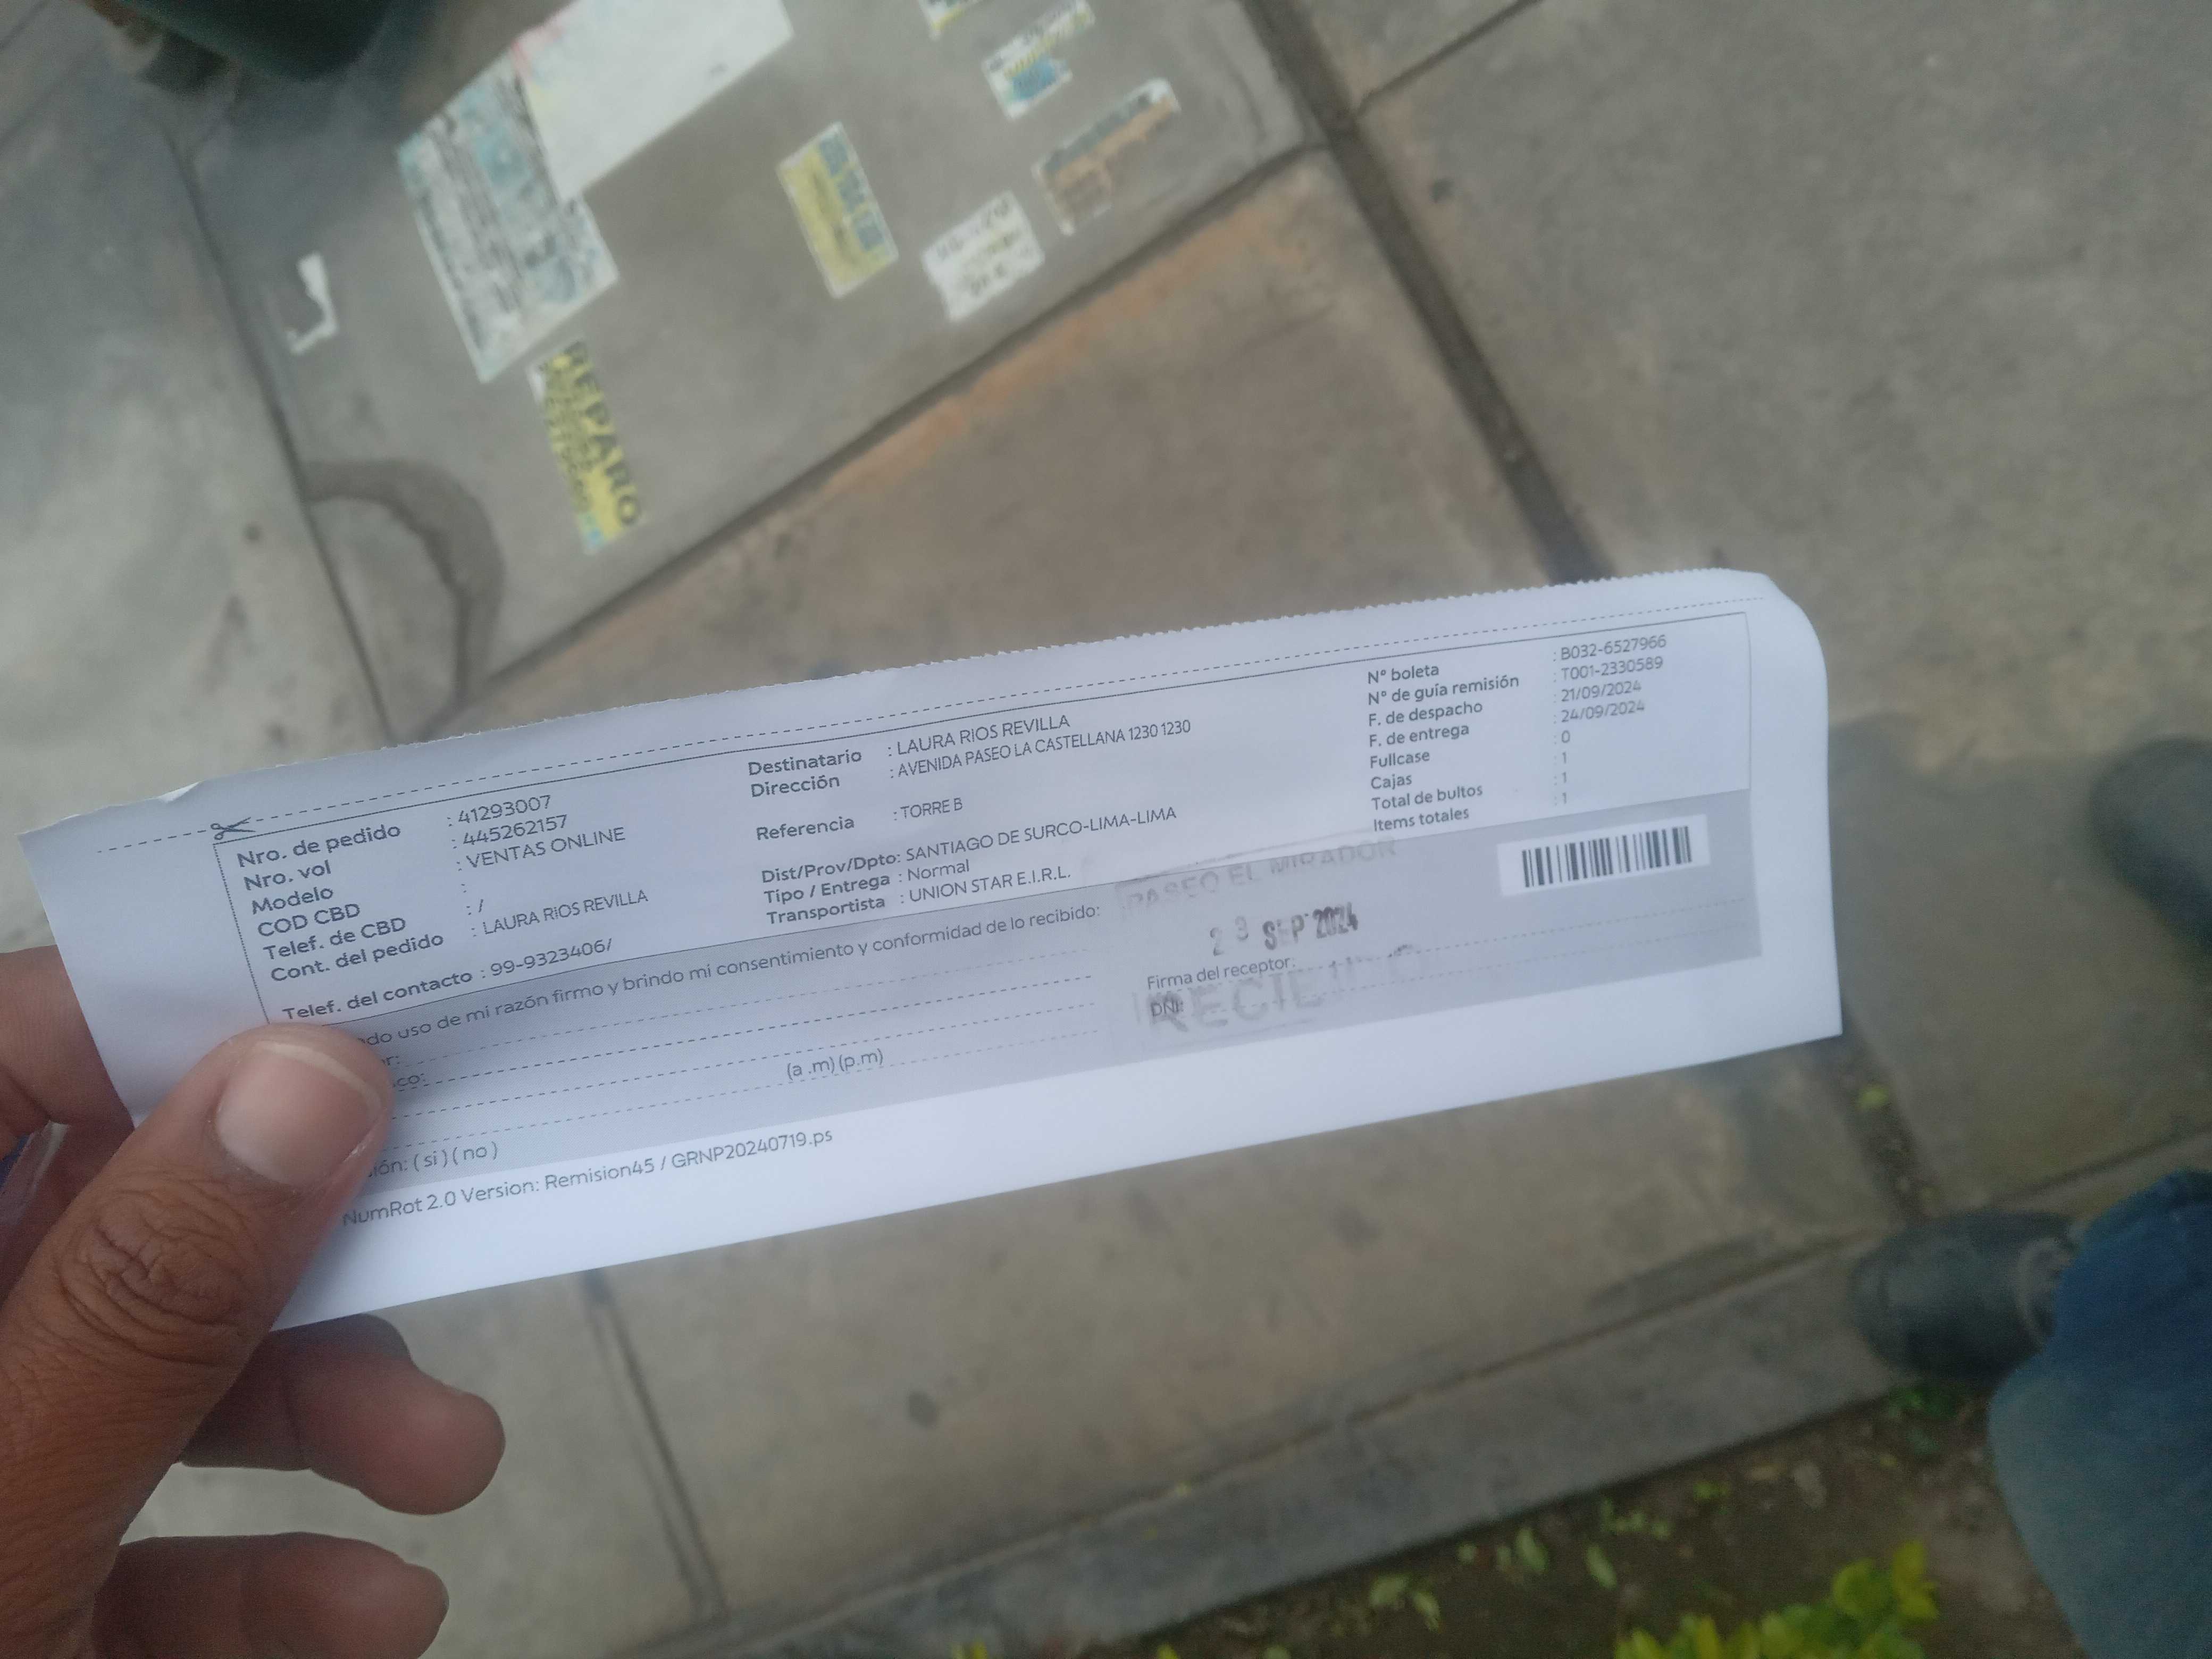 REPARO
Nro. de pedido : 41293007
Nro. vol : 445262157
Modelo : VENTAS ONLINE
COD CBD :
Telef. de CBD : /
Cont. del pedido : LAURA RIOS REVILLA
Telef. del contacto : 99-9323406/
Destinatario : LAURA RIOS REVILLA
Dirección : AVENIDA PASEO LA CASTELLANA 1230 1230
Referencia : TORRE B
Dist/Prov/Dpto: SANTIAGO DE SURCO-LIMA-LIMA
Tipo / Entrega : Normal
Transportista : UNION STAR E.I.R.L.
N° boleta : B032-6527966
N° de guía remisión : T001-2330589
F. de despacho : 21/09/2024
F. de entrega : 24/09/2024
Fullcase : 0
Cajas : 1
Total de bultos : 1
Items totales : 1
ndo uso de mi razón firmo y brindo mi consentimiento y conformidad de lo recibido:
PASEO EL MIRADOR
23 SEP 2024
Firma del receptor:
DNI:
(a .m) (p.m)
ión: ( si ) ( no )
NumRot 2.0 Version: Remision45 / GRNP20240719.ps